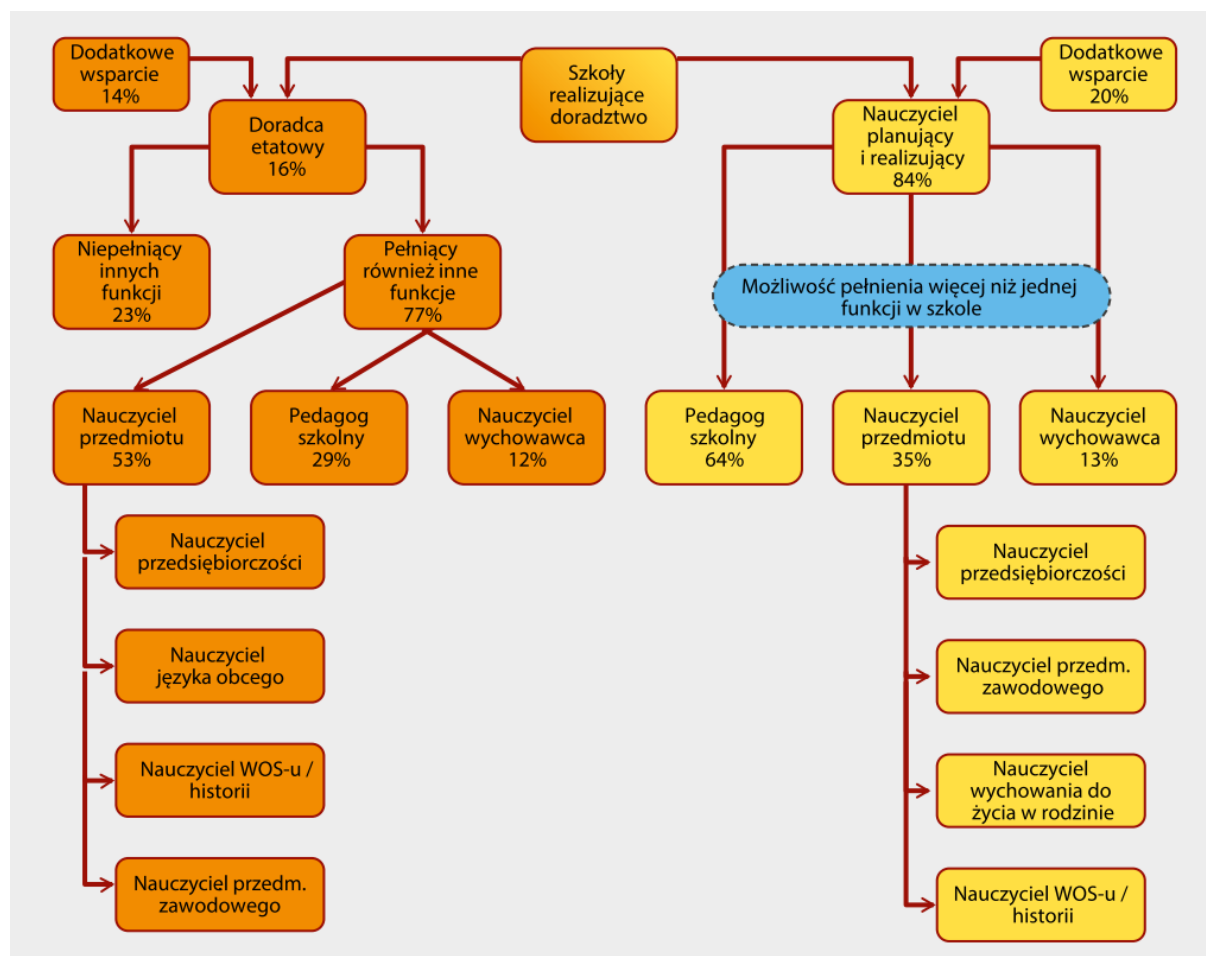 Dodatkowe
wsparcie
14%
Szkoły
realizujące
doradztwo
Dodatkowe
wsparcie
20%
Doradca
etatowy
16%
Nauczyciel
planujący
i realizujący
84%
Niepełniący
innych
funkcji
23%
Pełniący
również inne
funkcje
77%
Możliwość pełnienia więcej niż jednej
funkcji w szkole
Nauczyciel
przedmiotu
53%
Pedagog
szkolny
29%
Nauczyciel
wychowawca
12%
Pedagog
szkolny
64%
Nauczyciel
przedmiotu
35%
Nauczyciel
wychowawca
13%
Nauczyciel
przedsiębiorczości
Nauczyciel
języka obcego
Nauczyciel WOS-u /
historii
Nauczyciel przedm.
zawodowego
Nauczyciel
przedsiębiorczości
Nauczyciel przedm.
zawodowego
Nauczyciel
wychowania do
życia w rodzinie
Nauczyciel WOS-u /
historii